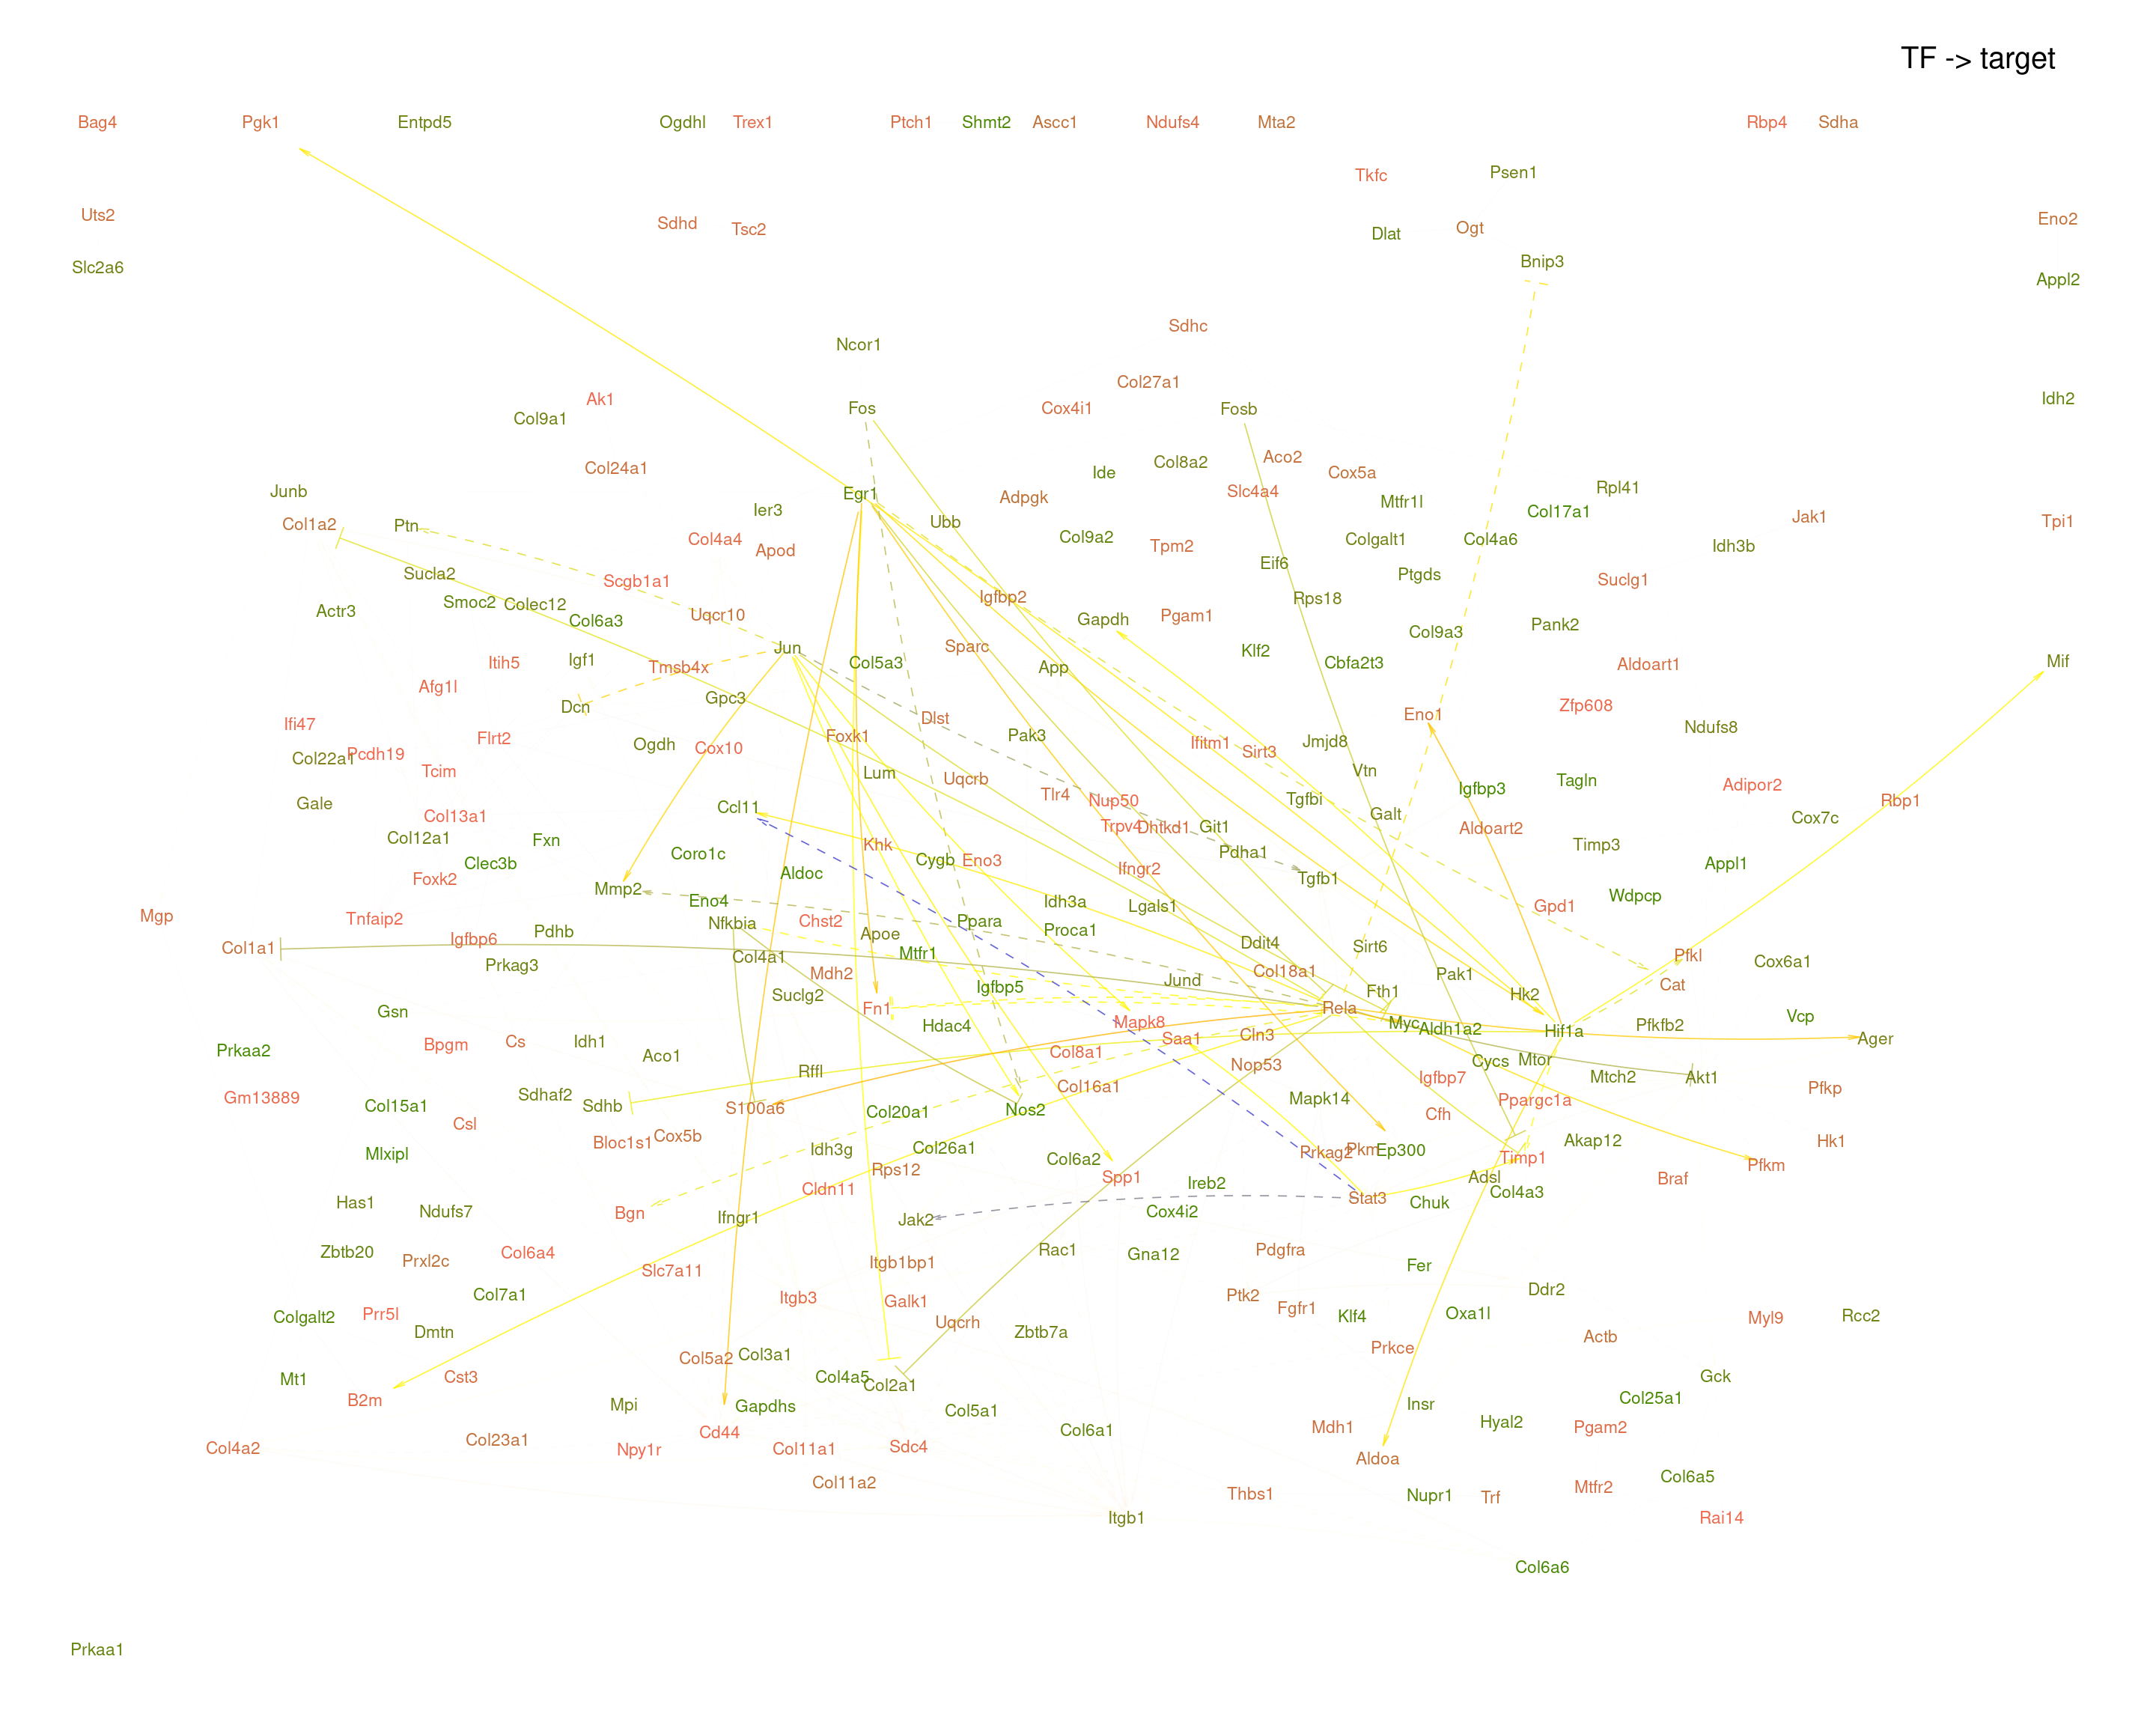 TF -> target
Bag4 Pgk1 Entpd5 Ogdhl Trex1 Ptch1 Shmt2 Ascc1 Ndufs4 Mta2 Rbp4 Sdha
Tkfc Psen1
Uts2 Sdhd Tsc2 Ogt Eno2
Dlat
Slc2a6 Bnip3 Appl2
Sdhc
Ncor1
Col27a1
Ak1 Idh2
Col9a1 Fos Cox4i1 Fosb
Col24a1 Ide Col8a2 Aco2 Cox5a
Junb Egr1 Adpgk Slc4a4 Mtfr1l Rpl41
Col1a2 Ptn Ier3 Ubb Col17a1 Jak1 Tpi1
Col4a4 Apod Col9a2 Tpm2 Colgalt1 Col4a6 Idh3b
Sucla2 Scgb1a1 Eif6 Ptgds Suclg1
Actr3 Smoc2 Colec12 Col6a3 Uqcr10 Igfbp2 Gapdh Pgam1 Rps18 Col9a3 Pank2
Itih5 Igf1 Tmsb4x Jun Col5a3 Sparc App Klf2 Cbfa2t3 Aldoart1 Mif
Afg1l Dcn Gpc3 Dlst Eno1 Zfp608
Ifi47 Flrt2 Ogdh Cox10 Foxk1 Pak3 Ifitm1 Sirt3 Jmjd8 Ndufs8
Col22a1 Pcdh19 Tcim Lum Uqcrb Vtn Tagln
Gale Col13a1 Ccl11 Tlr4 Nup50 Tgfbi Igfbp3 Adipor2 Rbp1
Col12a1 Fxn Khk Trpv4 Dhtkd1 Git1 Galt Aldoart2 Timp3 Cox7c
Clec3b Coro1c Aldoc Cygb Eno3 Ifngr2 Pdha1 Appl1
Foxk2 Mmp2 Eno4 Idh3a Lgals1 Tgfb1 Gpd1 Wdpcp
Mgp Tnfaip2 Igfbp6 Pdhb Nfkbia Chst2 Apoe Ppara Proca1
Col1a1 Prkag3 Col4a1 Mdh2 Mtfr1 Ddit4 Sirt6 Pfkl Cox6a1
Suclg2 Igfbp5 Jund Col18a1 Pak1 Cat
Gsn Fn1 Rela Fth1 Hk2
Hdac4 Mapk8 Myc Aldh1a2 Hif1a Pfkfb2 Vcp
Prkaa2 Bpgm Cs Idh1 Aco1 Col8a1 Saa1 Cln3 Ager
Gm13889 Sdhaf2 Rffl Col16a1 Nop53 Igfbp7 Cycs Mtor Mtch2 Akt1 Pfkp
Col15a1 Csl Sdhb S100a6 Col20a1 Nos2 Mapk14 Cfh Ppargc1a
Mlxipl Bloc1s1 Cox5b Idh3g Col26a1 Col6a2 Prkag2 Pkm Ep300 Timp1 Akap12 Pfkm Hk1
Has1 Cldn11 Rps12 Spp1 Ireb2 Stat3 Chuk Adsl Col4a3 Braf
Ndufs7 Bgn Ifngr1 Jak2 Cox4i2
Zbtb20 Prxl2c Col6a4 Slc7a11 Itgb1bp1 Rac1 Gna12 Pdgfra Fer
Colgalt2 Prr5l Col7a1 Itgb3 Galk1 Ptk2 Fgfr1 Klf4 Oxa1l Ddr2 Myl9 Rcc2
Dmtn Uqcrh Zbtb7a Prkce Actb
Mt1 Cst3 Col5a2 Col3a1 Col4a5 Col2a1 Gck
B2m Mpi Gapdhs Col5a1 Insr Col25a1
Col4a2 Col23a1 Npy1r Cd44 Col11a1 Sdc4 Col6a1 Mdh1 Hyal2 Pgam2
Col11a2 Aldoa Col6a5
Thbs1 Nupr1 Trf Mtfr2
Itgb1 Rai14
Col6a6
Prkaa1